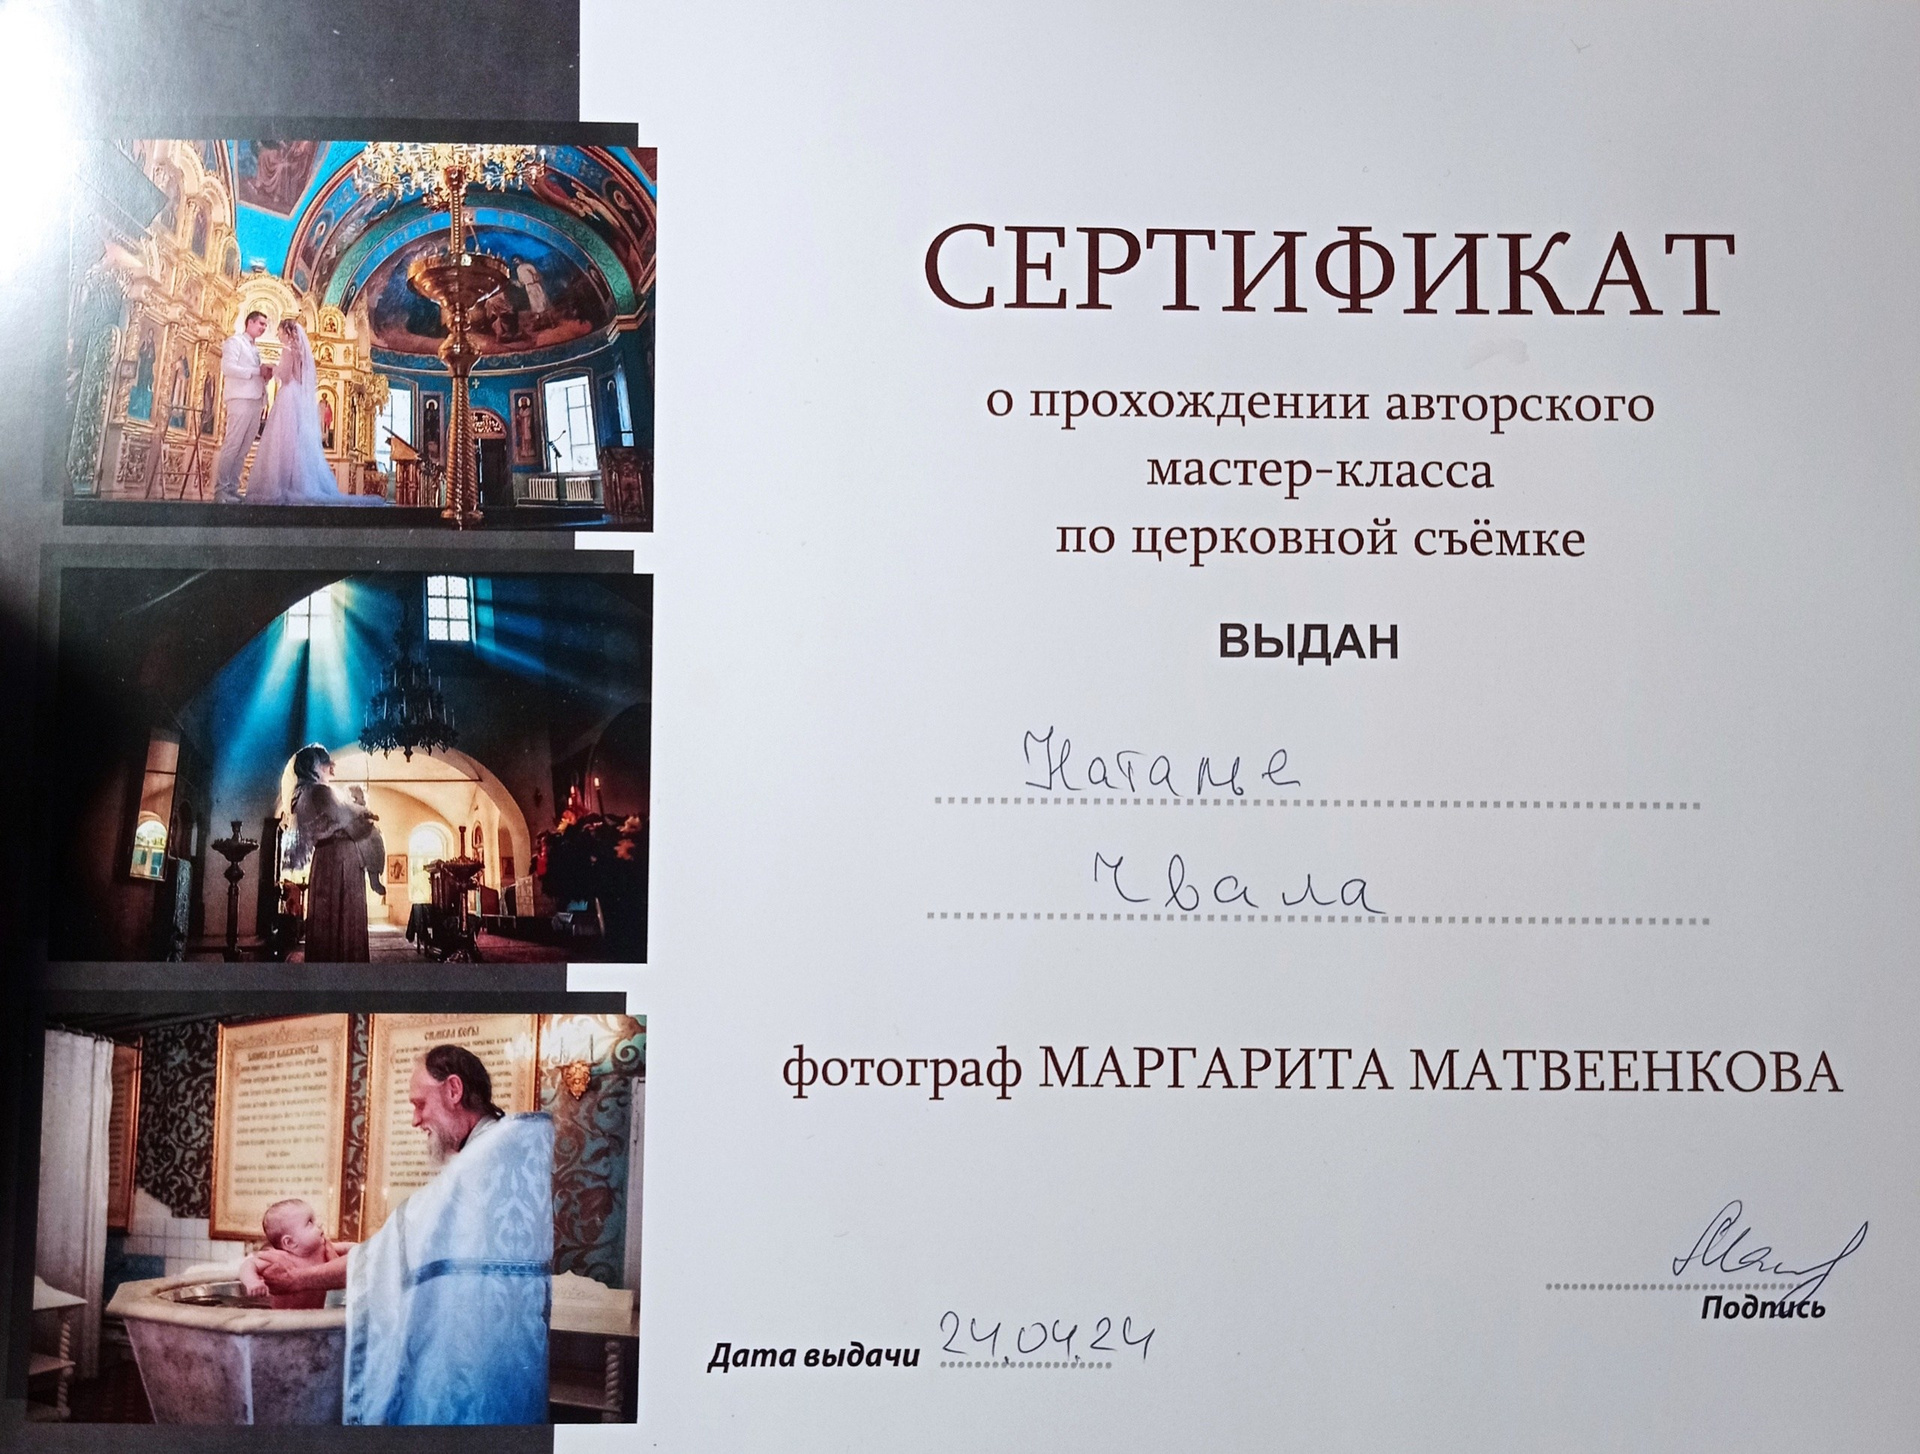 СЕРТИФИКАТ
о прохождении авторского
мастер-класса
по церковной съёмке
ВЫДАН
Наталье
Чвала
фотограф МАРГАРИТА МАТВЕЕНКОВА
Подпись
Дата выдачи 24.04.24